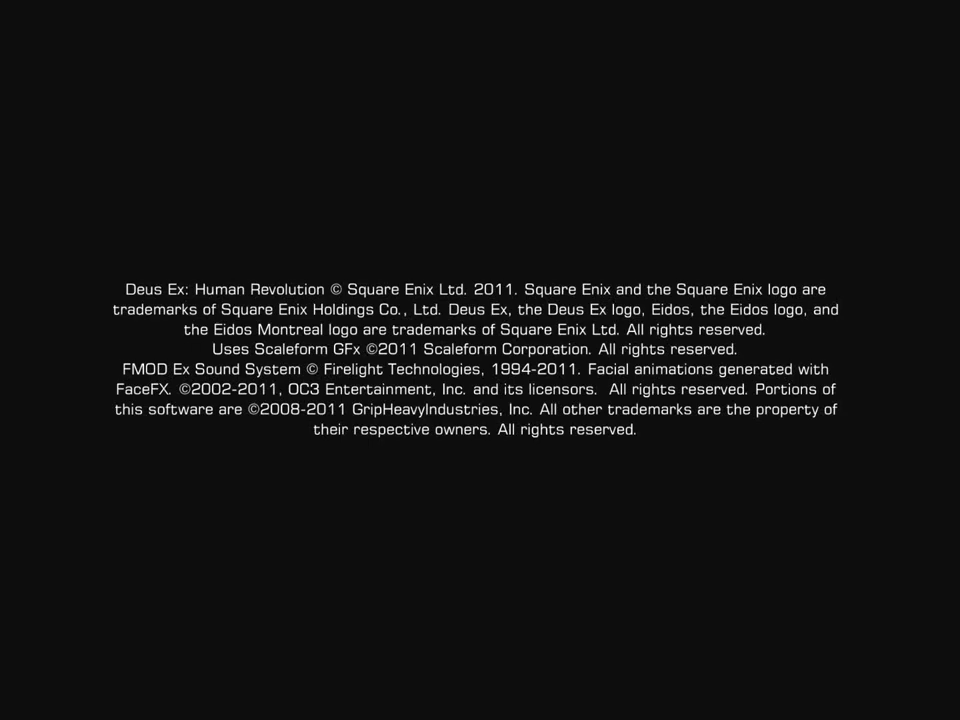 Deus Ex: Human Revolution © Square Enix Ltd. 2011. Square Enix and the Square Enix logo are
trademarks of Square Enix Holdings Co., Ltd. Deus Ex, the Deus Ex logo, Eidos, the Eidos logo, and
the Eidos Montreal logo are trademarks of Square Enix Ltd. All rights reserved.
Uses Scaleform GFx ©2011 Scaleform Corporation. All rights reserved.
FMOD Ex Sound System © Firelight Technologies, 1994-2011. Facial animations generated with
FaceFX. ©2002-2011, OC3 Entertainment, Inc. and its licensors.  All rights reserved. Portions of
this software are ©2008-2011 GripHeavyIndustries, Inc. All other trademarks are the property of
their respective owners. All rights reserved.